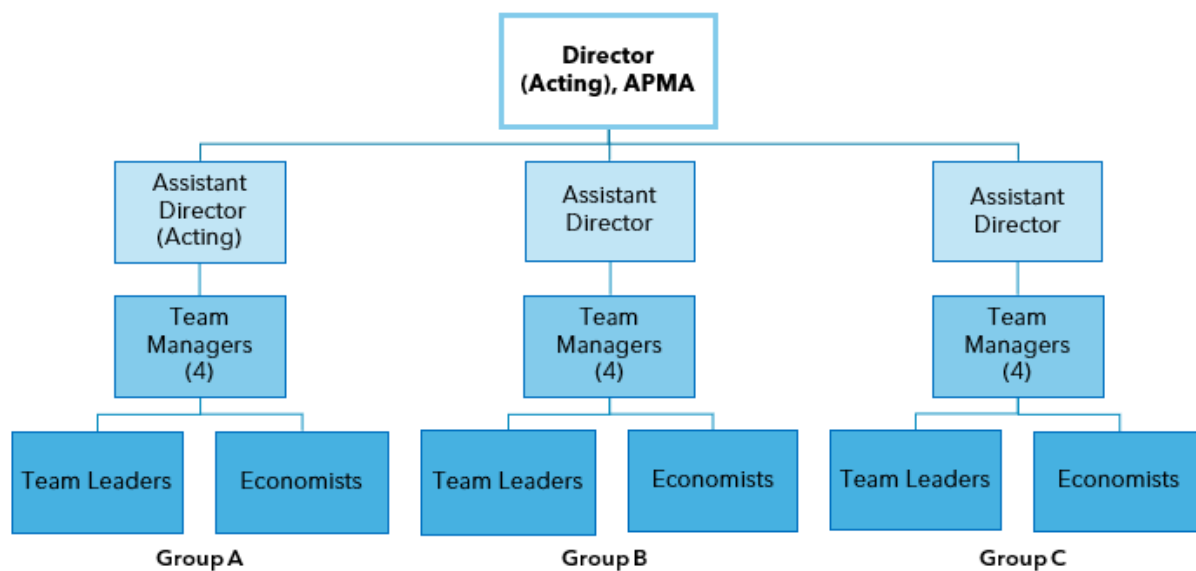 Director
(Acting), APMA
Assistant
Director
(Acting)
Assistant
Director
Assistant
Director
Team
Managers
(4)
Team
Managers
(4)
Team
Managers
(4)
Team Leaders
Economists
Team Leaders
Economists
Team Leaders
Economists
Group A
Group B
Group C